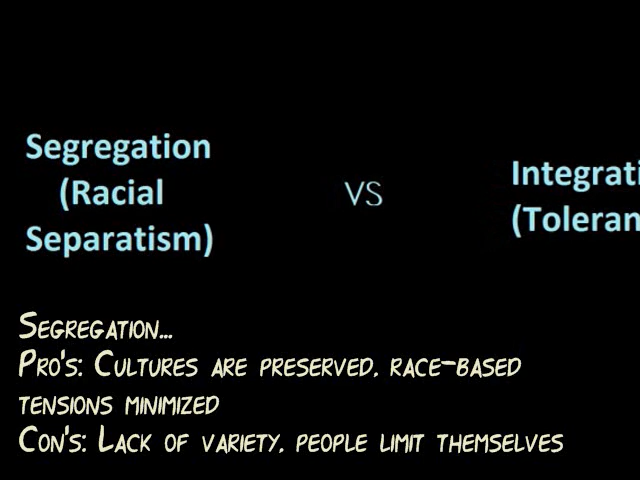 Segregation
(Racial
Separatism)
VS
Integrati
(Toleran
Segregation...
Pro's: Cultures are preserved, race-based
tensions minimized
Con's: Lack of variety, people limit themselves